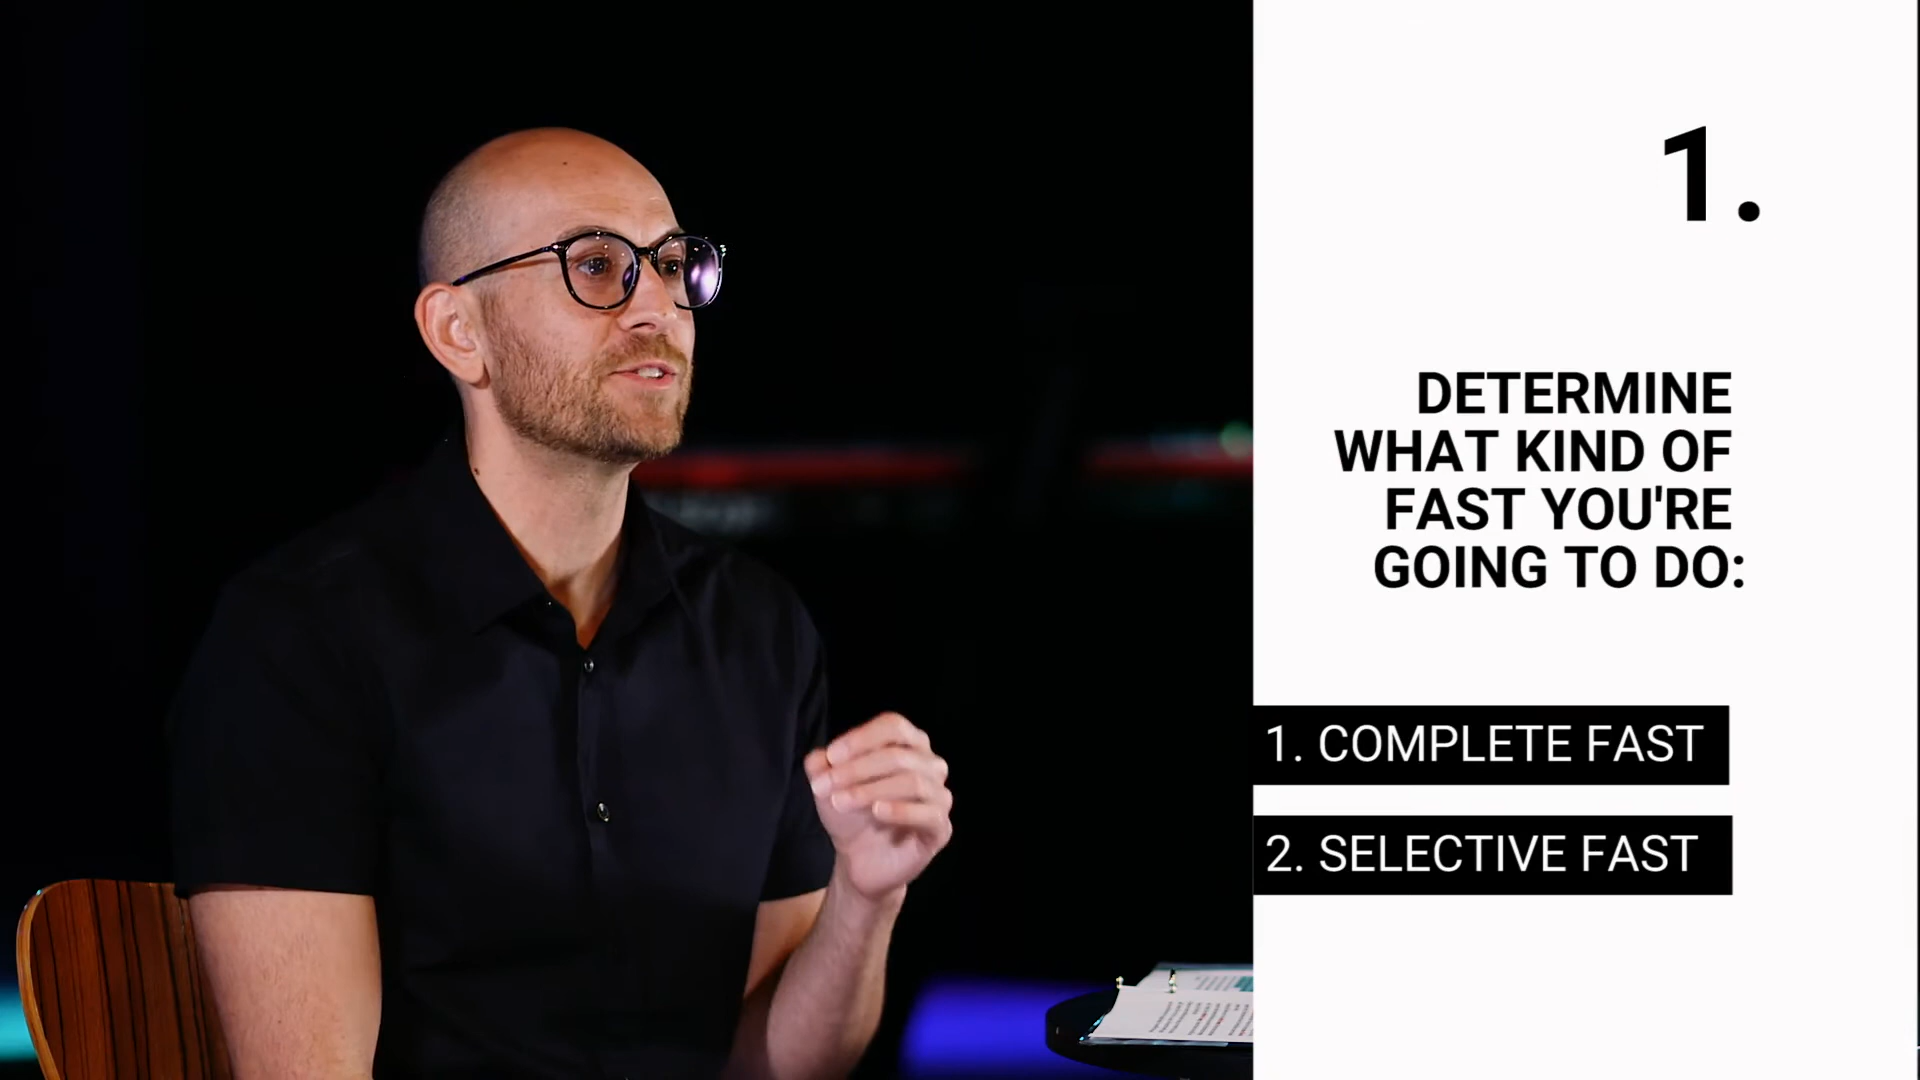 1.
DETERMINE
WHAT KIND OF
FAST YOU'RE
GOING TO DO:
1. COMPLETE FAST
2. SELECTIVE FAST